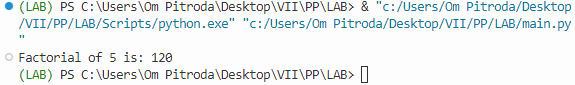 (LAB) PS C:\Users\Om Pitroda\Desktop\VII\PP\LAB> & "c:/Users/Om Pitroda/Desktop
/VII/PP/LAB/Scripts/python.exe" "c:/Users/Om Pitroda/Desktop/VII/PP/LAB/main.py
"
Factorial of 5 is: 120
(LAB) PS C:\Users\Om Pitroda\Desktop\VII\PP\LAB>